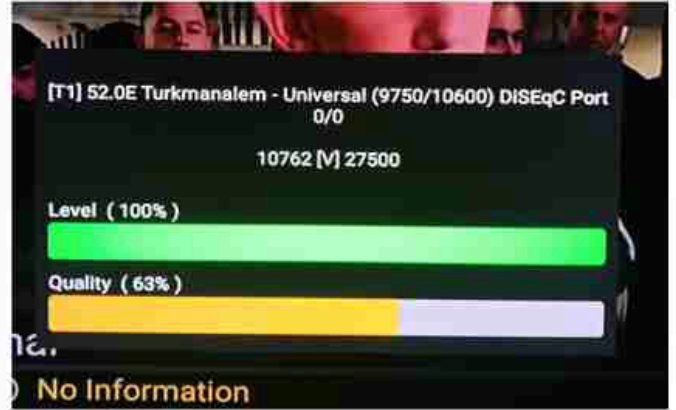 [T1] 52.0E Turkmanalem - Universal (9750/10600) DiSEqC Port
0/0
10762 [V] 27500
Level ( 100% )
Quality ( 63% )
No Information